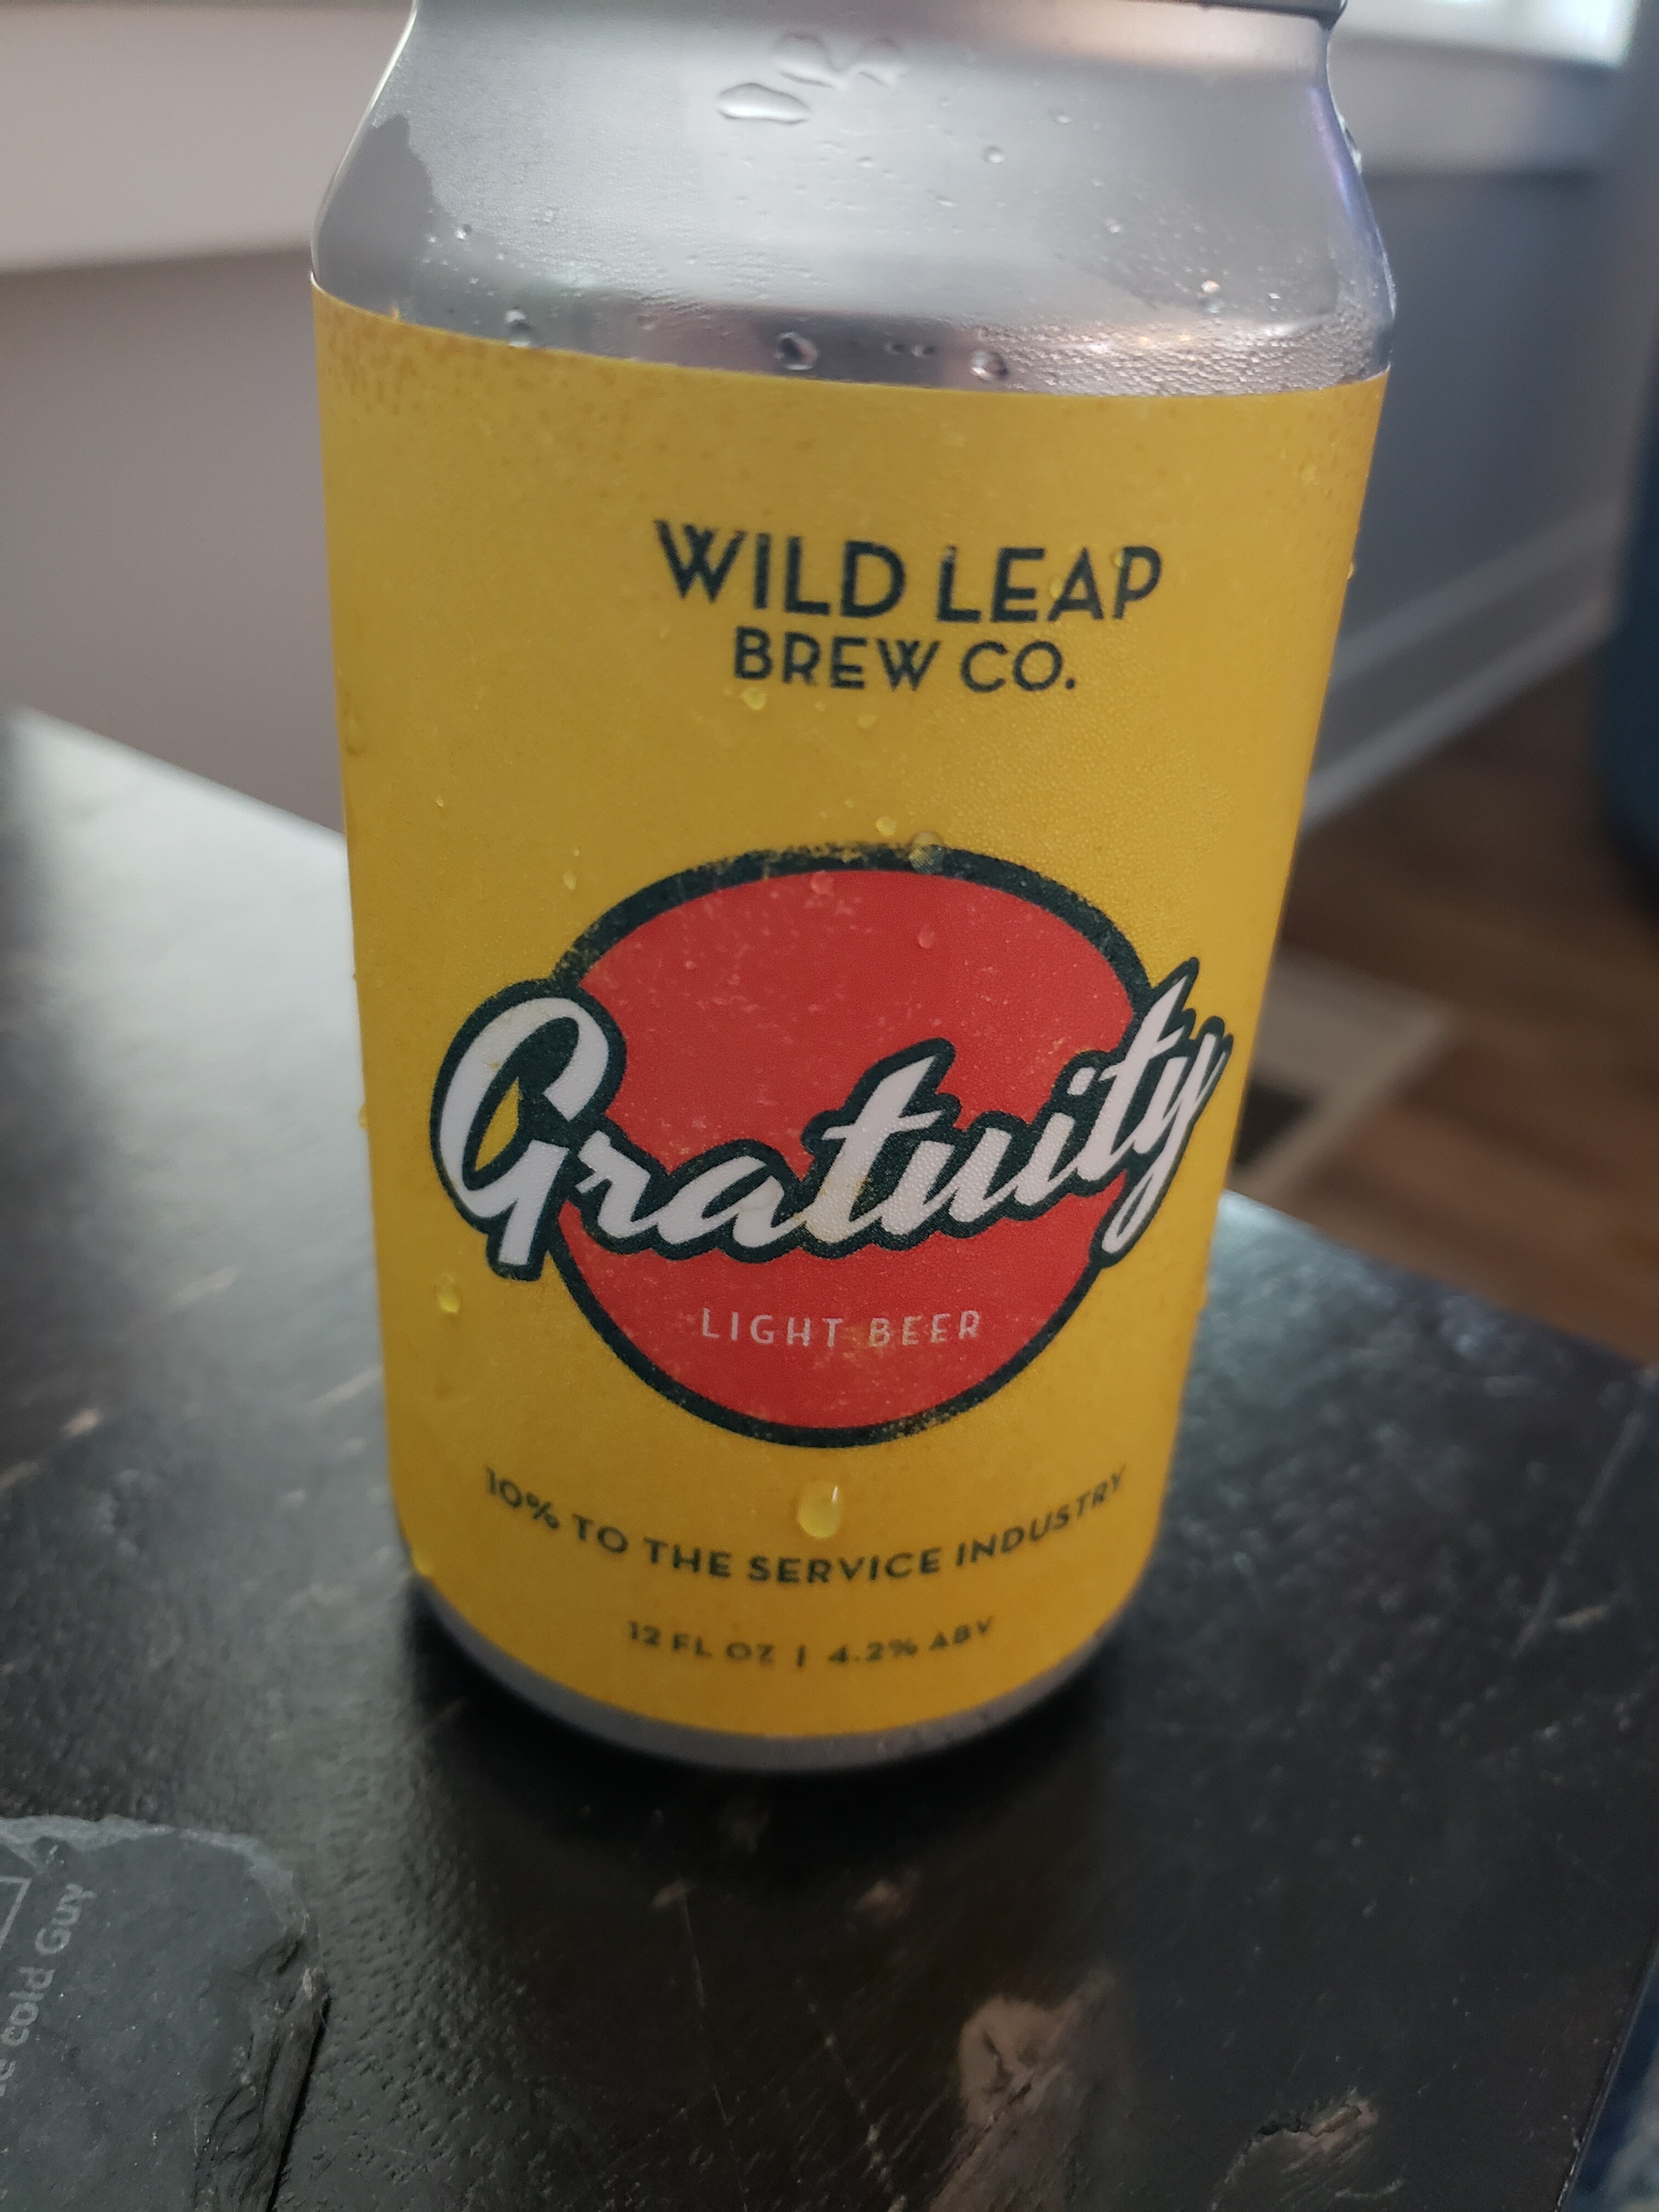 WILD LEAP
BREW CO.
Gratuity
LIGHT BEER
10% TO THE SERVICE INDUSTRY
12 FL OZ | 4.2% ABV
Cold Guy